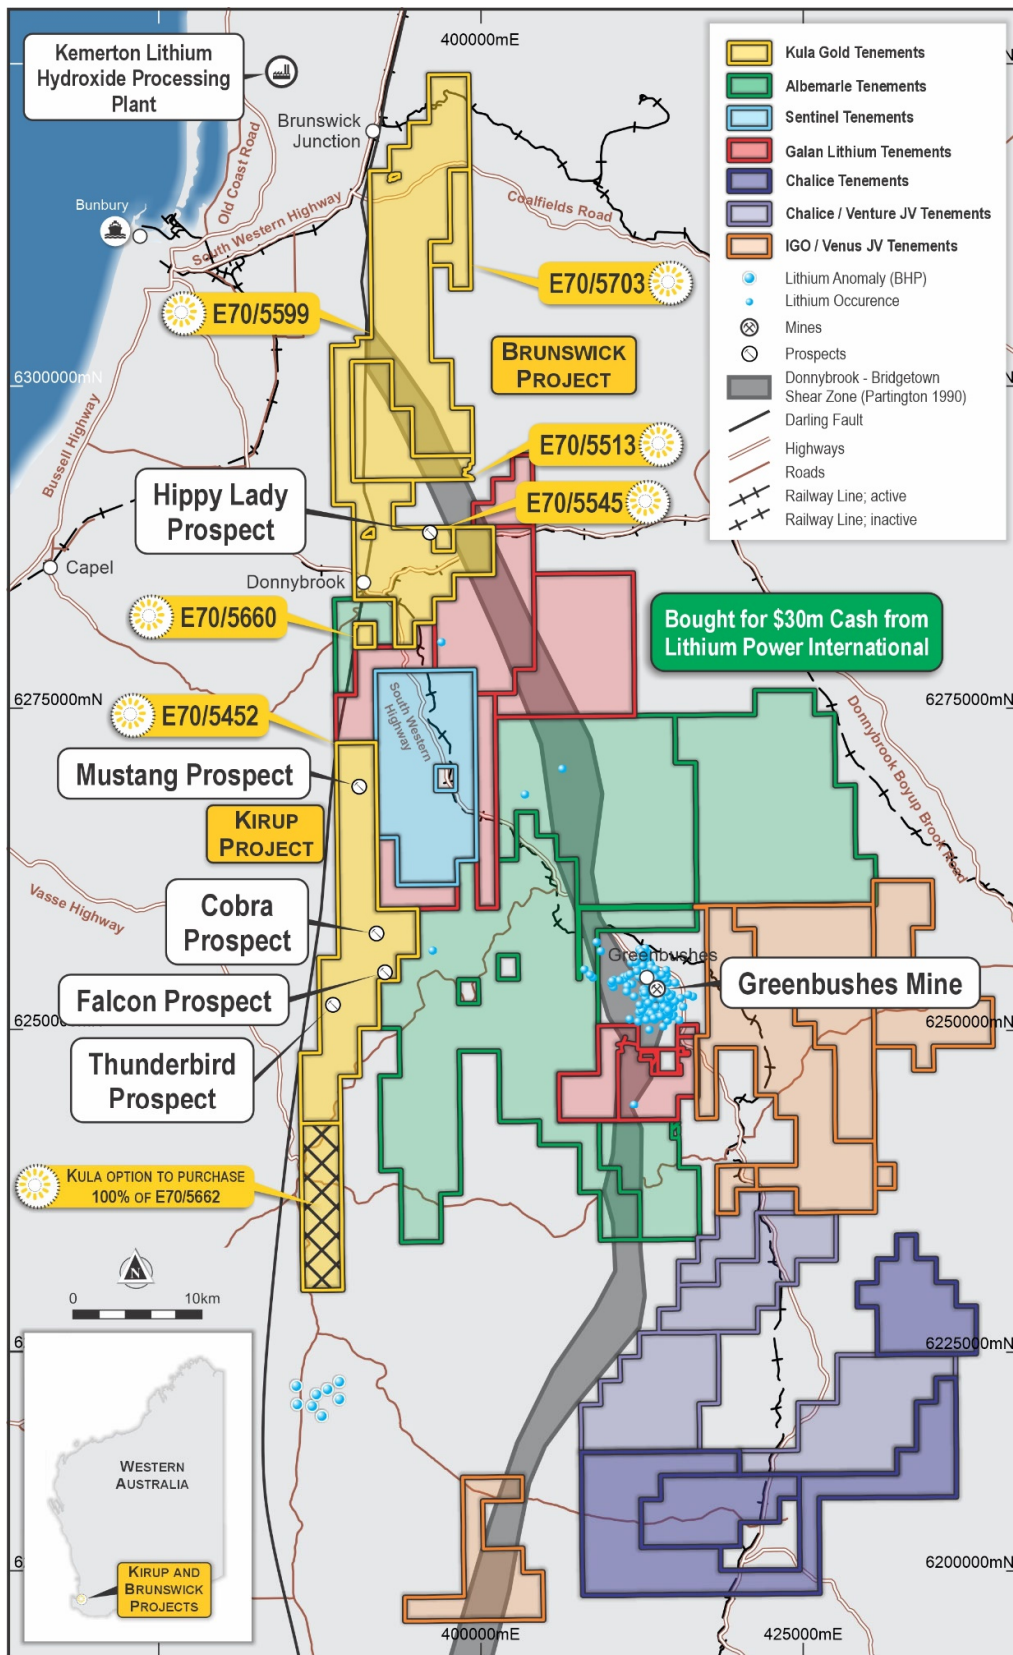 400000mE
Kemerton Lithium
Hydroxide Processing
Plant
Brunswick
Junction
Old Coast Road
Bunbury
South Western Highway
Coalfields Road
Kula Gold Tenements
Albemarle Tenements
Sentinel Tenements
Galan Lithium Tenements
Chalice Tenements
Chalice / Venture JV Tenements
IGO / Venus JV Tenements
Lithium Anomaly (BHP)
Lithium Occurence
Mines
Prospects
Donnybrook - Bridgetown
Shear Zone (Partington 1990)
Darling Fault
Highways
Roads
Railway Line; active
Railway Line; inactive
E70/5703
E70/5599
BRUNSWICK
PROJECT
6300000mN
Bussell Highway
E70/5513
E70/5545
Hippy Lady
Prospect
Capel
Donnybrook
E70/5660
Bought for $30m Cash from
Lithium Power International
6275000mN
6275000mN
E70/5452
South Western
Highway
Donnybrook Boyup Brook Road
Mustang Prospect
KIRUP
PROJECT
Vasse Highway
Cobra
Prospect
Greenbushes
Greenbushes Mine
Falcon Prospect
6250000mN
Thunderbird
Prospect
KULA OPTION TO PURCHASE
100% OF E70/5662
N
0 10km
6225000mN
WESTERN
AUSTRALIA
KIRUP AND
BRUNSWICK
PROJECTS
6200000mN
400000mE
425000mE